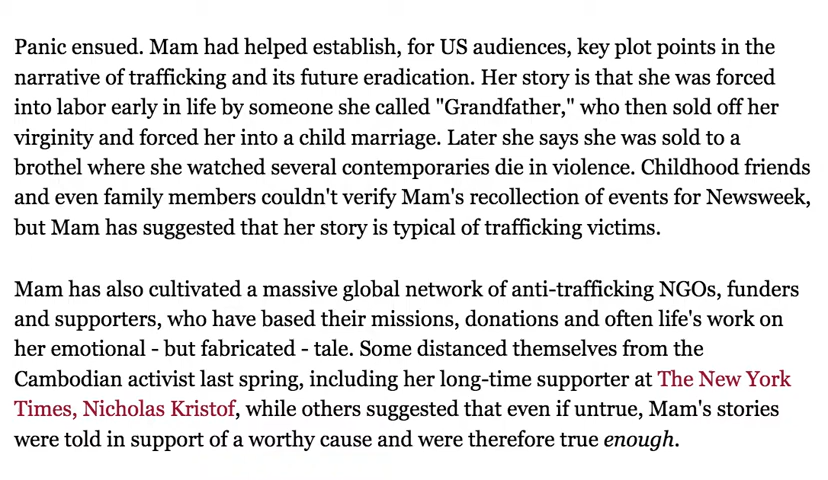 Panic ensued. Mam had helped establish, for US audiences, key plot points in the
narrative of trafficking and its future eradication. Her story is that she was forced
into labor early in life by someone she called "Grandfather," who then sold off her
virginity and forced her into a child marriage. Later she says she was sold to a
brothel where she watched several contemporaries die in violence. Childhood friends
and even family members couldn't verify Mam's recollection of events for Newsweek,
but Mam has suggested that her story is typical of trafficking victims.
Mam has also cultivated a massive global network of anti-trafficking NGOs, funders
and supporters, who have based their missions, donations and often life's work on
her emotional - but fabricated - tale. Some distanced themselves from the
Cambodian activist last spring, including her long-time supporter at The New York
Times, Nicholas Kristof, while others suggested that even if untrue, Mam's stories
were told in support of a worthy cause and were therefore true enough.